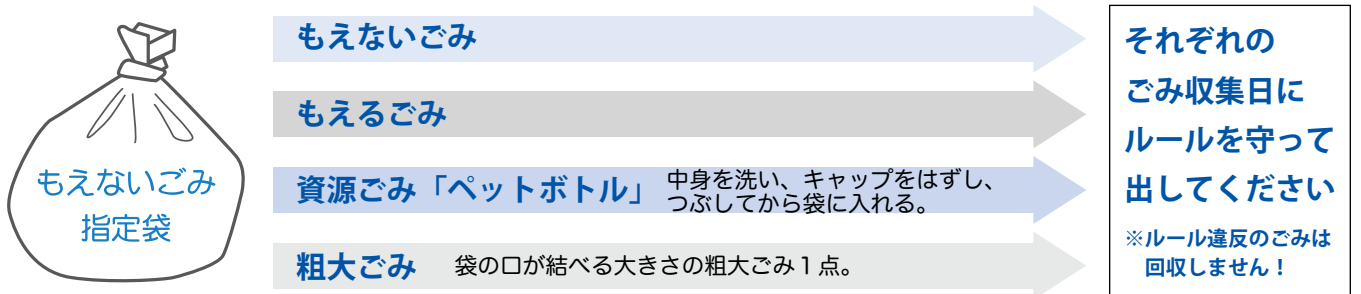 もえないごみ
指定袋
もえないごみ
もえるごみ
資源ごみ「ペットボトル」 中身を洗い、キャップをはずし、
つぶしてから袋に入れる。
粗大ごみ 袋の口が結べる大きさの粗大ごみ1点。
それぞれの
ごみ収集日に
ルールを守って
出してください
※ルール違反のごみは
回収しません！